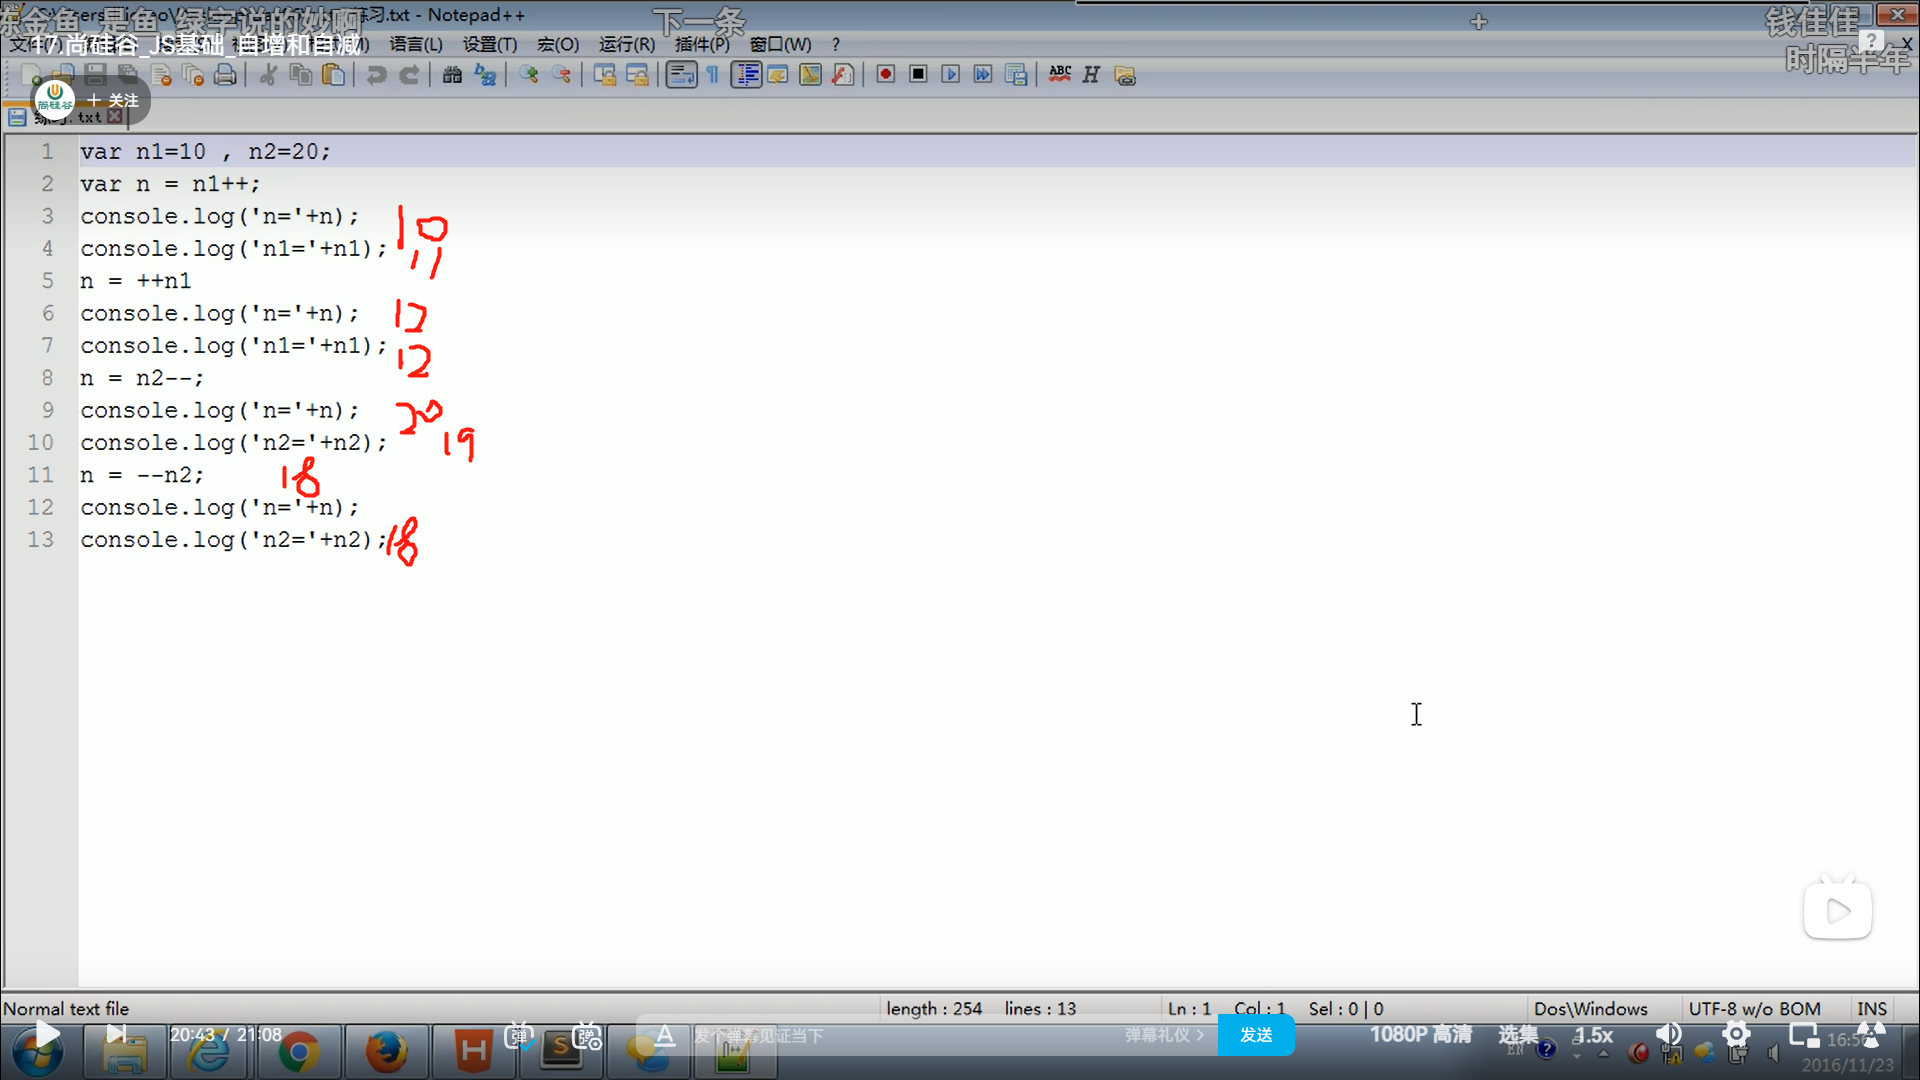 冻金鱼 是鱼 绿字说的妙啊
练习.txt - Notepad++
下一条
钱佳佳
17.尚硅谷_JS基础_自增和自减
语言(L) 设置(T) 宏(O) 运行(R) 插件(P) 窗口(W) ? X
时隔半年
尚硅谷 + 关注
练习.txt
1 var n1=10 , n2=20;
2 var n = n1++;
3 console.log('n='+n); 10
4 console.log('n1='+n1); 11
5 n = ++n1
6 console.log('n='+n); 12
7 console.log('n1='+n1); 12
8 n = n2--;
9 console.log('n='+n); 20
10 console.log('n2='+n2); 19
11 n = --n2; 18
12 console.log('n='+n);
13 console.log('n2='+n2); 18
Normal text file length : 254 lines : 13 Ln : 1 Col : 1 Sel : 0 | 0 Dos\Windows UTF-8 w/o BOM INS
20:43 / 21:08 弹 弹 A 发个弹幕见证当下 弹幕礼仪 > 发送 1080P 高清 选集 1.5x
EN
2016/11/23